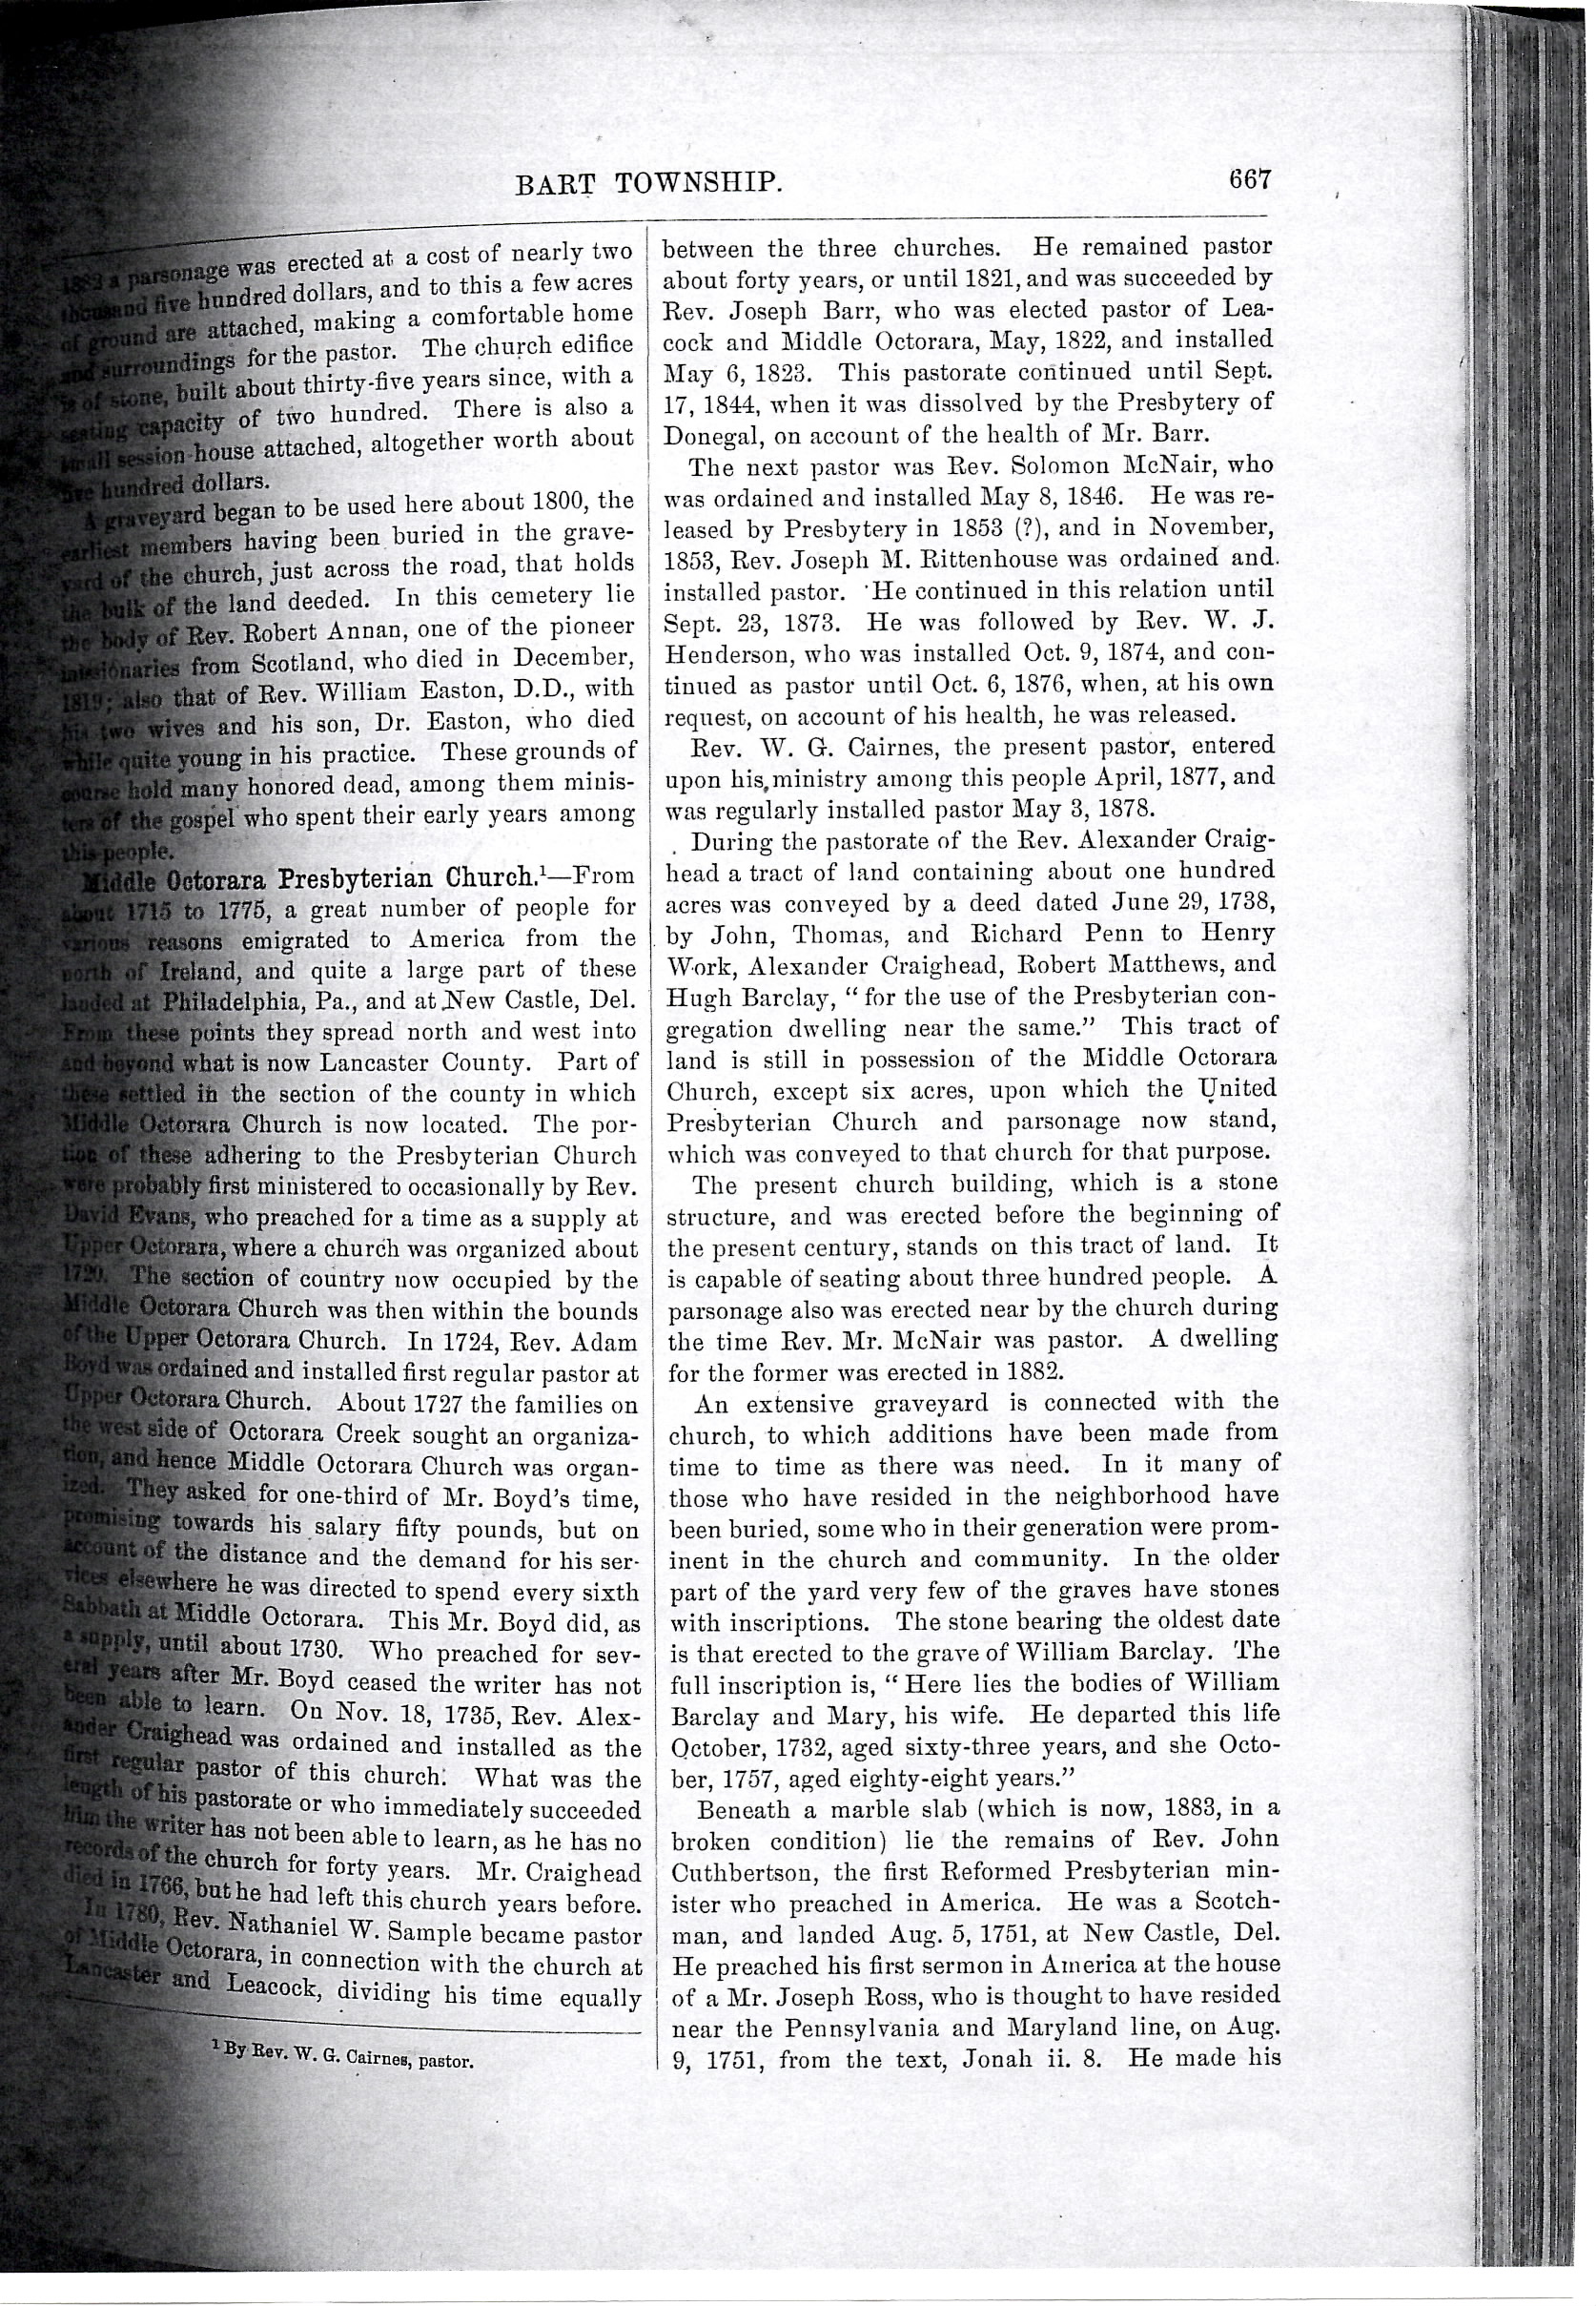 BART TOWNSHIP.
667
a parsonage was erected at a cost of nearly two
thousand five hundred dollars, and to this a few acres
of ground are attached, making a comfortable home
and surroundings for the pastor. The church edifice
is of stone, built about thirty-five years since, with a
seating capacity of two hundred. There is also a
small session-house attached, altogether worth about
five hundred dollars.
A graveyard began to be used here about 1800, the
earliest members having been buried in the grave-
yard of the church, just across the road, that holds
the bulk of the land deeded. In this cemetery lie
the body of Rev. Robert Annan, one of the pioneer
missionaries from Scotland, who died in December,
1819; also that of Rev. William Easton, D.D., with
his two wives and his son, Dr. Easton, who died
while quite young in his practice. These grounds of
course hold many honored dead, among them minis-
ters of the gospel who spent their early years among
this people.
Middle Octorara Presbyterian Church.¹—From
about 1715 to 1775, a great number of people for
various reasons emigrated to America from the
north of Ireland, and quite a large part of these
landed at Philadelphia, Pa., and at New Castle, Del.
From these points they spread north and west into
and beyond what is now Lancaster County. Part of
these settled in the section of the county in which
Middle Octorara Church is now located. The por-
tion of these adhering to the Presbyterian Church
were probably first ministered to occasionally by Rev.
David Evans, who preached for a time as a supply at
Upper Octorara, where a church was organized about
1720. The section of country now occupied by the
Middle Octorara Church was then within the bounds
of the Upper Octorara Church. In 1724, Rev. Adam
Boyd was ordained and installed first regular pastor at
Upper Octorara Church. About 1727 the families on
the west side of Octorara Creek sought an organiza-
tion, and hence Middle Octorara Church was organ-
ized. They asked for one-third of Mr. Boyd's time,
promising towards his salary fifty pounds, but on
account of the distance and the demand for his ser-
vices elsewhere he was directed to spend every sixth
Sabbath at Middle Octorara. This Mr. Boyd did, as
a supply, until about 1730. Who preached for sev-
eral years after Mr. Boyd ceased the writer has not
been able to learn. On Nov. 18, 1735, Rev. Alex-
ander Craighead was ordained and installed as the
first regular pastor of this church. What was the
length of his pastorate or who immediately succeeded
him the writer has not been able to learn, as he has no
records of the church for forty years. Mr. Craighead
died in 1766, but he had left this church years before.
In 1780, Rev. Nathaniel W. Sample became pastor
of Middle Octorara, in connection with the church at
Lancaster and Leacock, dividing his time equally
¹ By Rev. W. G. Cairnes, pastor.
between the three churches. He remained pastor
about forty years, or until 1821, and was succeeded by
Rev. Joseph Barr, who was elected pastor of Lea-
cock and Middle Octorara, May, 1822, and installed
May 6, 1823. This pastorate continued until Sept.
17, 1844, when it was dissolved by the Presbytery of
Donegal, on account of the health of Mr. Barr.
The next pastor was Rev. Solomon McNair, who
was ordained and installed May 8, 1846. He was re-
leased by Presbytery in 1853 (?), and in November,
1853, Rev. Joseph M. Rittenhouse was ordained and
installed pastor. He continued in this relation until
Sept. 23, 1873. He was followed by Rev. W. J.
Henderson, who was installed Oct. 9, 1874, and con-
tinued as pastor until Oct. 6, 1876, when, at his own
request, on account of his health, he was released.
Rev. W. G. Cairnes, the present pastor, entered
upon his ministry among this people April, 1877, and
was regularly installed pastor May 3, 1878.
During the pastorate of the Rev. Alexander Craig-
head a tract of land containing about one hundred
acres was conveyed by a deed dated June 29, 1738,
by John, Thomas, and Richard Penn to Henry
Work, Alexander Craighead, Robert Matthews, and
Hugh Barclay, "for the use of the Presbyterian con-
gregation dwelling near the same." This tract of
land is still in possession of the Middle Octorara
Church, except six acres, upon which the United
Presbyterian Church and parsonage now stand,
which was conveyed to that church for that purpose.
The present church building, which is a stone
structure, and was erected before the beginning of
the present century, stands on this tract of land. It
is capable of seating about three hundred people. A
parsonage also was erected near by the church during
the time Rev. Mr. McNair was pastor. A dwelling
for the former was erected in 1882.
An extensive graveyard is connected with the
church, to which additions have been made from
time to time as there was need. In it many of
those who have resided in the neighborhood have
been buried, some who in their generation were prom-
inent in the church and community. In the older
part of the yard very few of the graves have stones
with inscriptions. The stone bearing the oldest date
is that erected to the grave of William Barclay. The
full inscription is, "Here lies the bodies of William
Barclay and Mary, his wife. He departed this life
October, 1732, aged sixty-three years, and she Octo-
ber, 1757, aged eighty-eight years."
Beneath a marble slab (which is now, 1883, in a
broken condition) lie the remains of Rev. John
Cuthbertson, the first Reformed Presbyterian min-
ister who preached in America. He was a Scotch-
man, and landed Aug. 5, 1751, at New Castle, Del.
He preached his first sermon in America at the house
of a Mr. Joseph Ross, who is thought to have resided
near the Pennsylvania and Maryland line, on Aug.
9, 1751, from the text, Jonah ii. 8. He made his